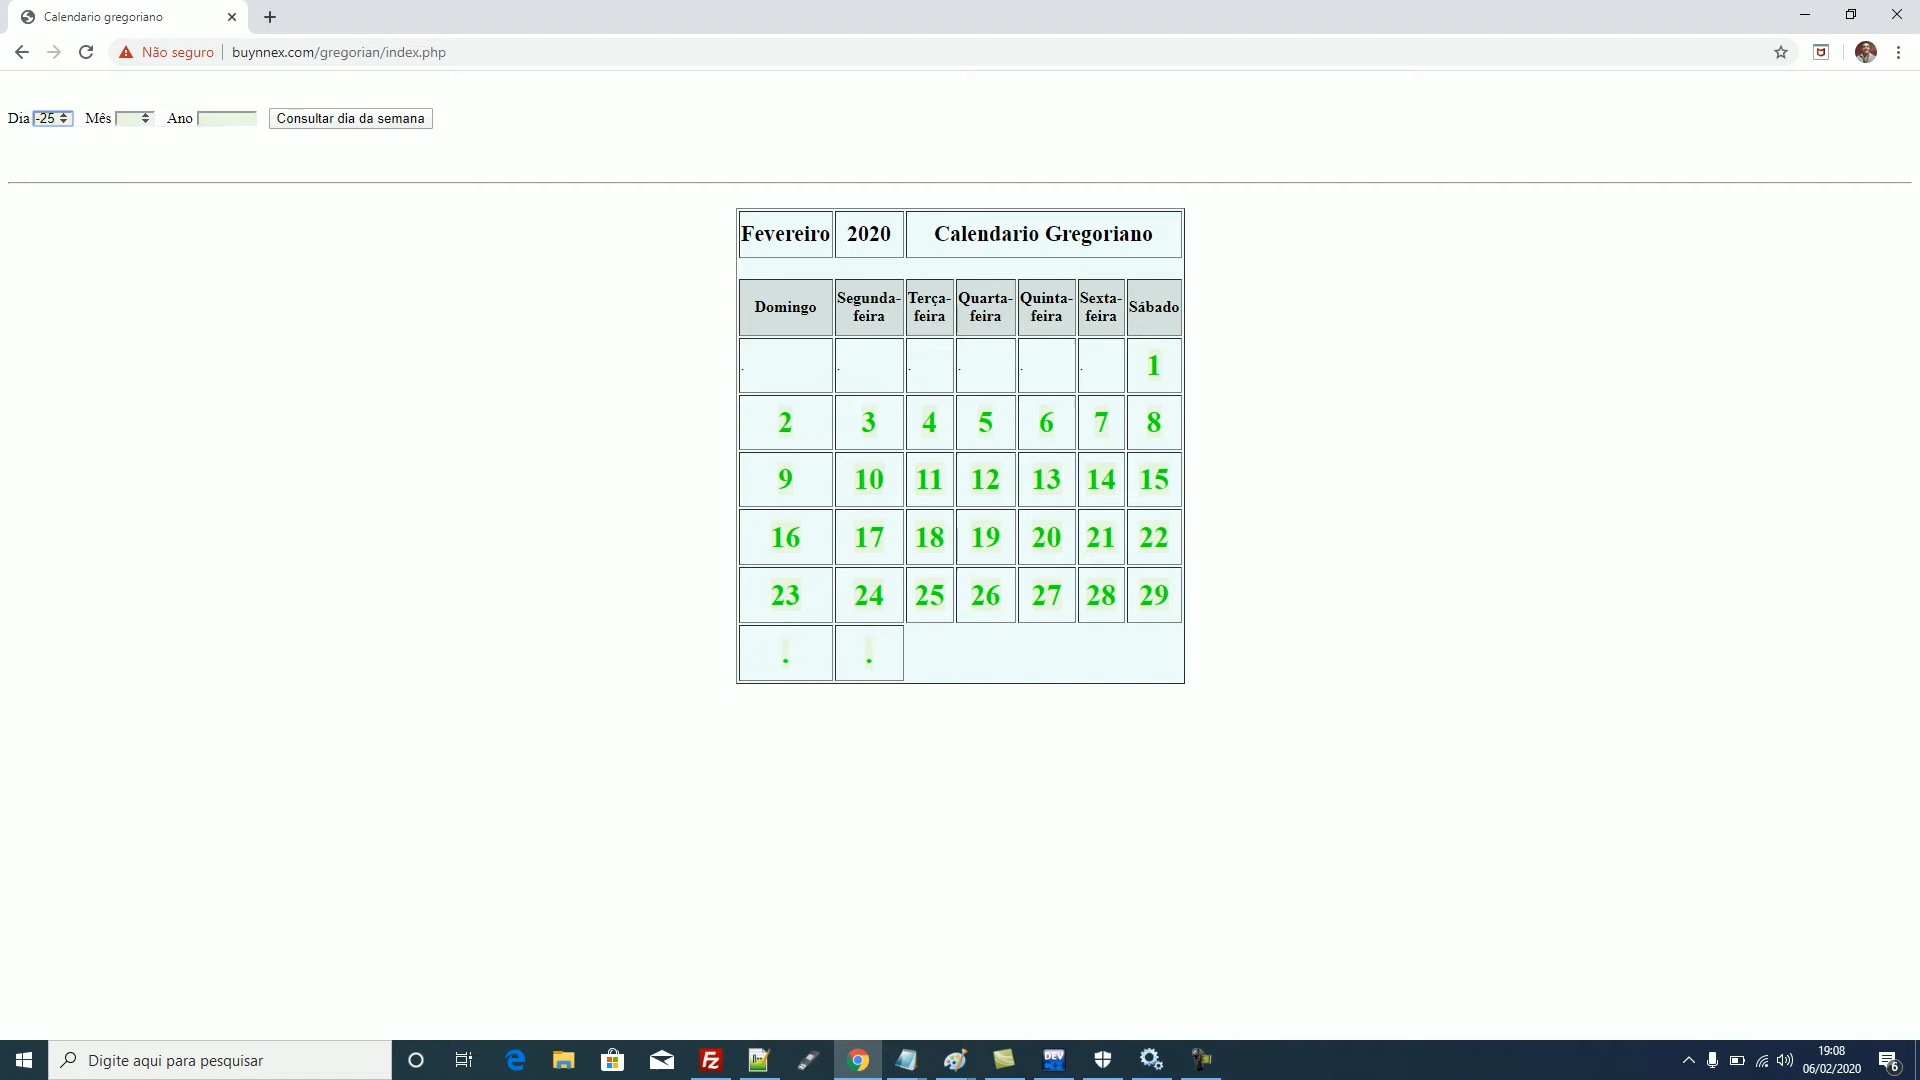 Calendario gregoriano
Não seguro buynnex.com/gregorian/index.php
Dia -25 Mês Ano Consultar dia da semana
Fevereiro 2020 Calendario Gregoriano
Domingo Segunda-feira Terça-feira Quarta-feira Quinta-feira Sexta-feira Sábado
. . . . . . 1
2 3 4 5 6 7 8
9 10 11 12 13 14 15
16 17 18 19 20 21 22
23 24 25 26 27 28 29
. .
Digite aqui para pesquisar
DEV
19:08
06/02/2020
6